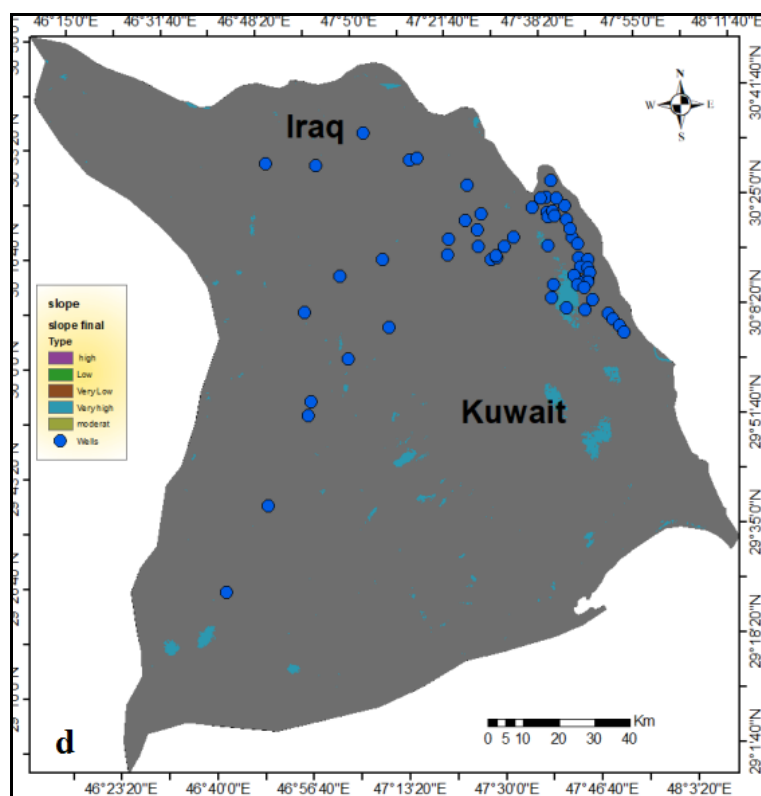 46°15'0"E 46°31'40"E 46°48'20"E 47°5'0"E 47°21'40"E 47°38'20"E 47°55'0"E 48°11'40"E
N
W E
S
30°41'40"N
30°25'0"N
30°8'20"N
29°51'40"N
29°35'0"N
29°18'20"N
29°1'40"N
Iraq
Kuwait
slope
slope final
Type
high
Low
Very Low
Very high
moderat
Wells
d
Km
0 5 10 20 30 40
46°23'20"E 46°40'0"E 46°56'40"E 47°13'20"E 47°30'0"E 47°46'40"E 48°3'20"E